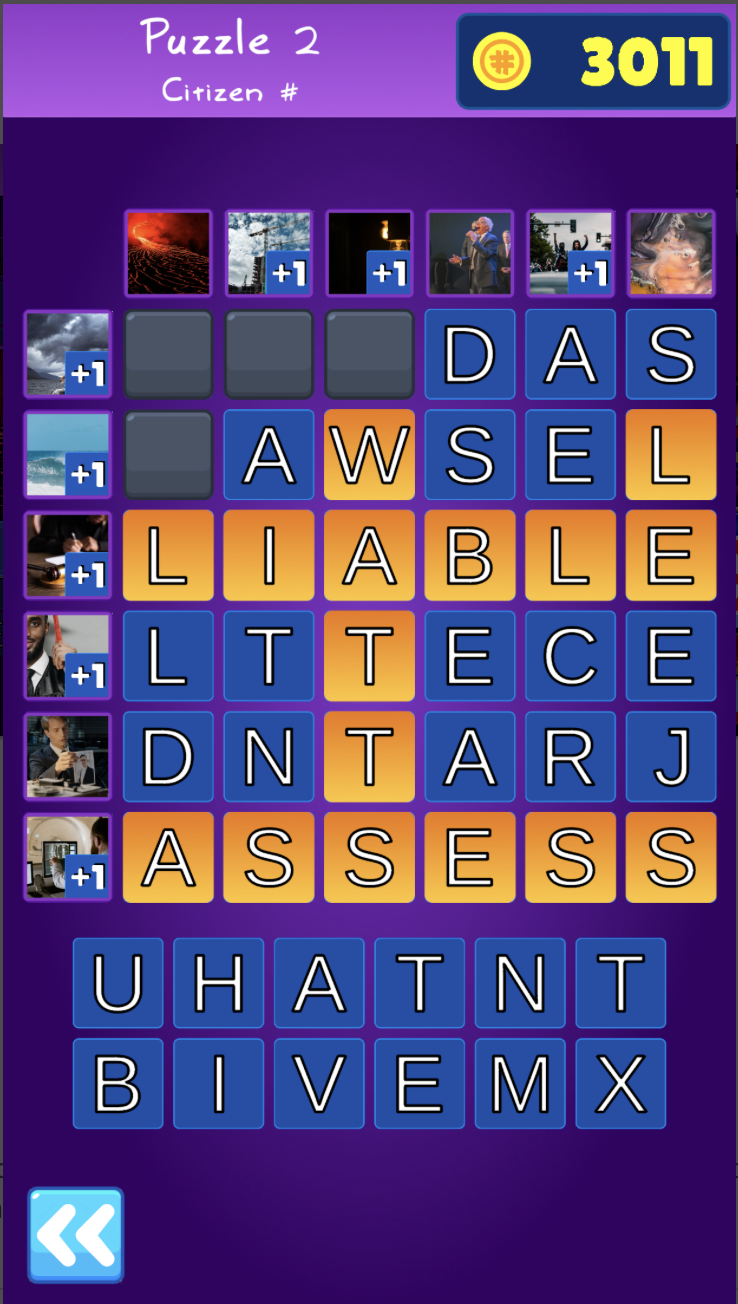 Puzzle 2
Citizen #
# 3011
+1 +1 +1
+1 D A S
+1 A W S E L
+1 L I A B L E
+1 L T T E C E
D N T A R J
+1 A S S E S S
U H A T N T
B I V E M X